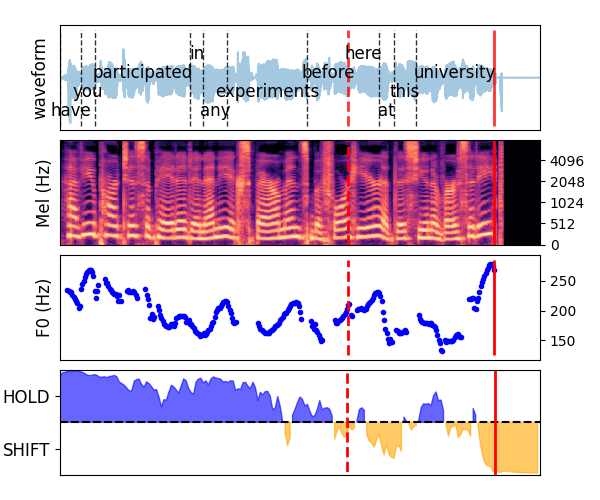 waveform
in
here
participated
before
university
you
experiments
this
have
any
at
Mel (Hz)
4096
2048
1024
512
0
F0 (Hz)
250
200
150
HOLD
SHIFT